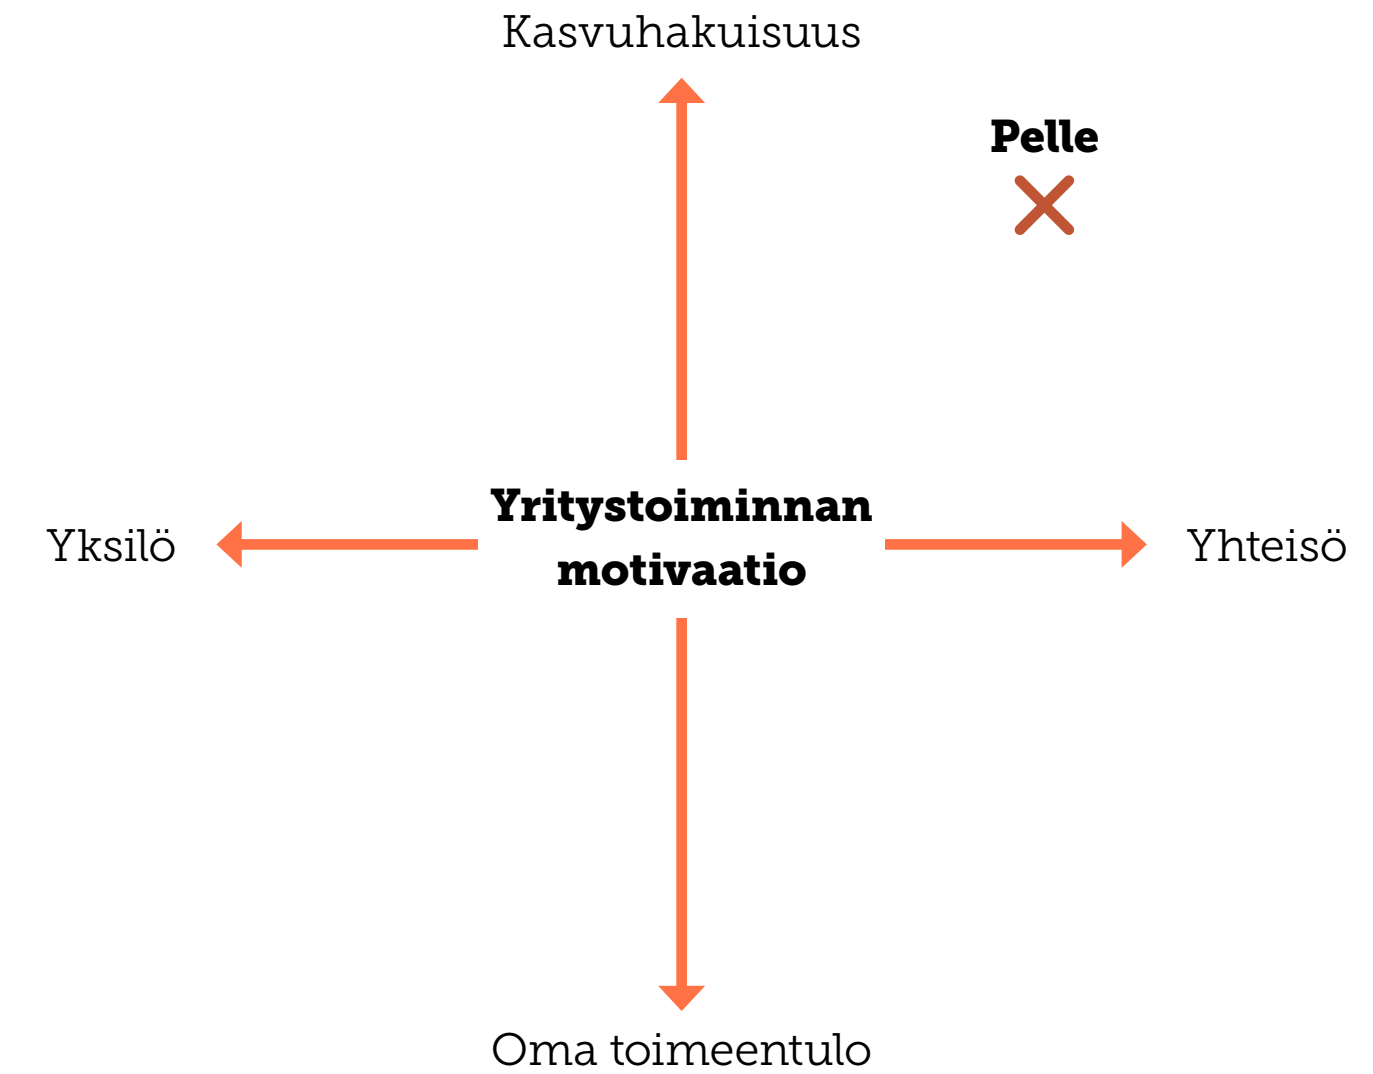 Kasvuhakuisuus
Pelle
Yritystoiminnan
motivaatio
Yksilö
Yhteisö
Oma toimeentulo